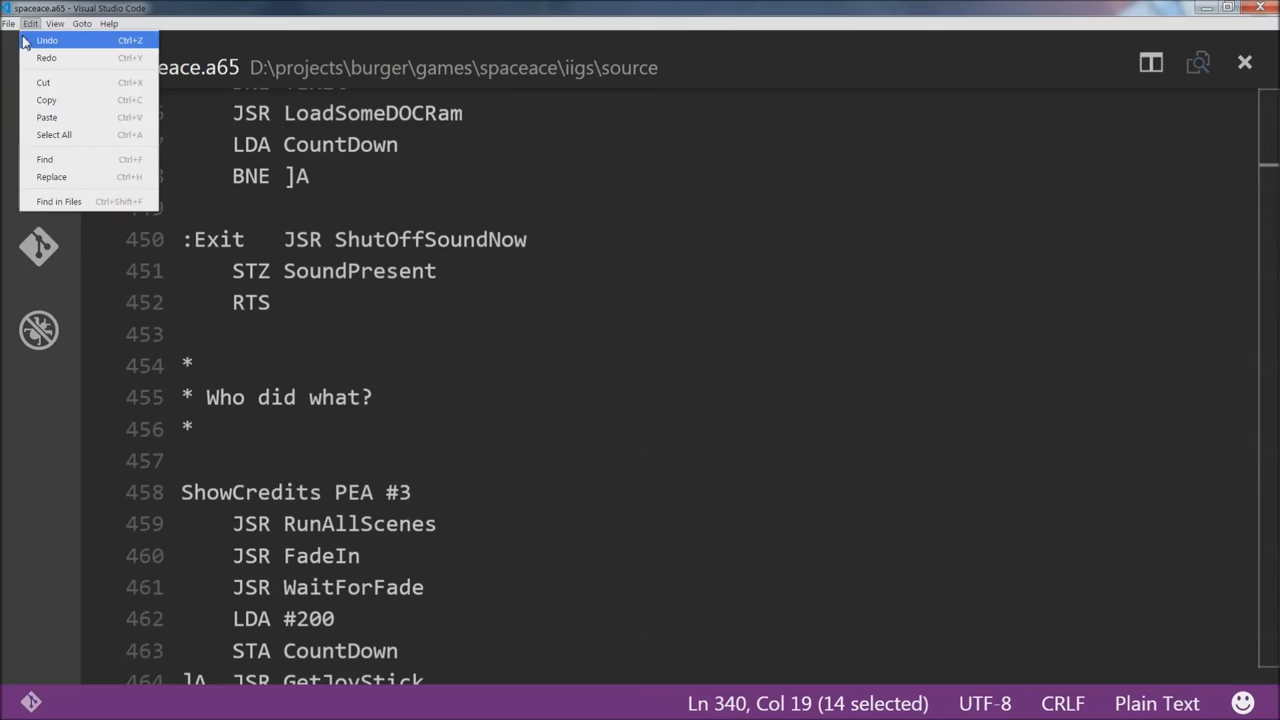 spaceace.a65 - Visual Studio Code
File Edit View Goto Help
Undo Ctrl+Z
Redo Ctrl+Y
Cut Ctrl+X
Copy Ctrl+C
Paste Ctrl+V
Select All Ctrl+A
Find Ctrl+F
Replace Ctrl+H
Find in Files Ctrl+Shift+F
eace.a65 D:\projects\burger\games\spaceace\iigs\source
JSR LoadSomeDOCRam
LDA CountDown
BNE ]A
449
450 :Exit JSR ShutOffSoundNow
451 STZ SoundPresent
452 RTS
453
454 *
455 * Who did what?
456 *
457
458 ShowCredits PEA #3
459 JSR RunAllScenes
460 JSR FadeIn
461 JSR WaitForFade
462 LDA #200
463 STA CountDown
464 ]A JSR GetJoyStick
Ln 340, Col 19 (14 selected) UTF-8 CRLF Plain Text